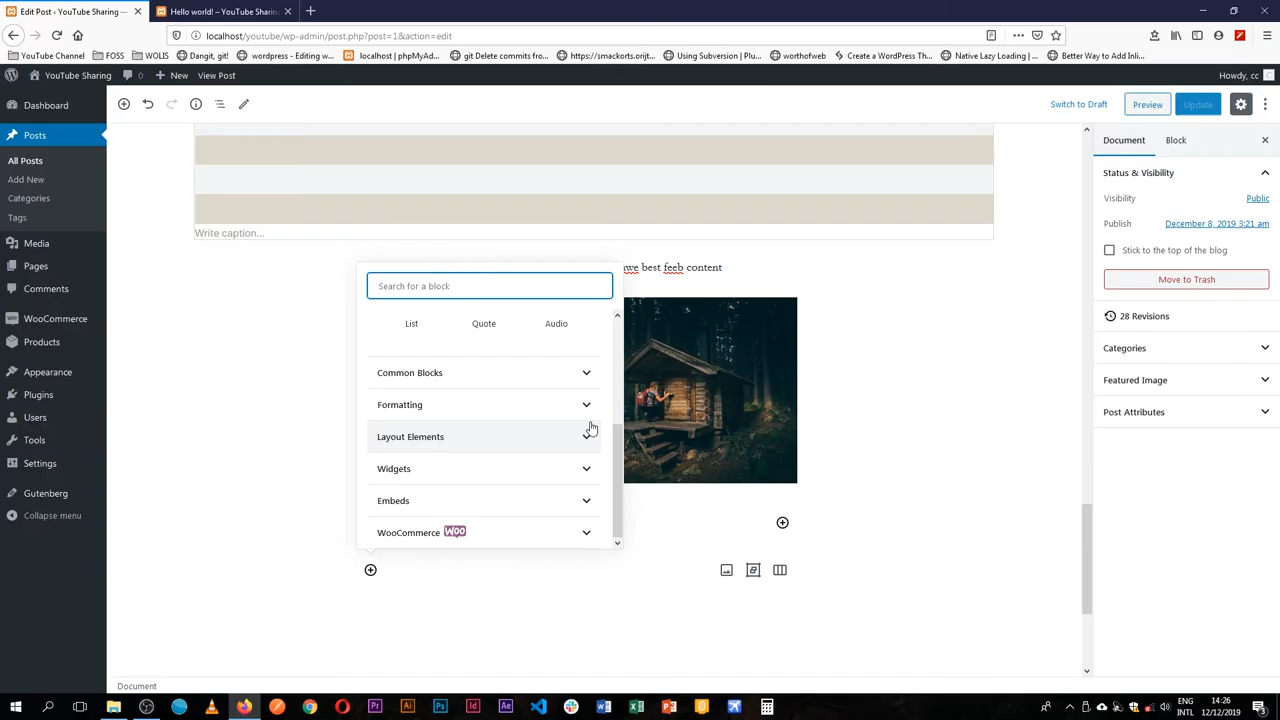 Edit Post ‹ YouTube Sharing —
Hello world! – YouTube Sharing
localhost/youtube/wp-admin/post.php?post=1&action=edit
YouTube Channel
FOSS
WOLIS
Dangit, git!
wordpress - Editing w
localhost | phpMyAd
git Delete commits fro
https://smackorts.orijt
Using Subversion | Plu
worthofweb
Create a WordPress Th
Native Lazy Loading |
Better Way to Add Inli
YouTube Sharing
0
New
View Post
Howdy, cc
Dashboard
Posts
All Posts
Add New
Categories
Tags
Media
Pages
Comments
WooCommerce
Products
Appearance
Plugins
Users
Tools
Settings
Gutenberg
Collapse menu
Switch to Draft
Preview
Update
Write caption...
we best feeb content
Search for a block
List
Quote
Audio
Common Blocks
Formatting
Layout Elements
Widgets
Embeds
WooCommerce WOO
Document
Block
Status & Visibility
Visibility
Public
Publish
December 8, 2019 3:21 am
Stick to the top of the blog
Move to Trash
28 Revisions
Categories
Featured Image
Post Attributes
Document
ENG
INTL
14:26
12/12/2019